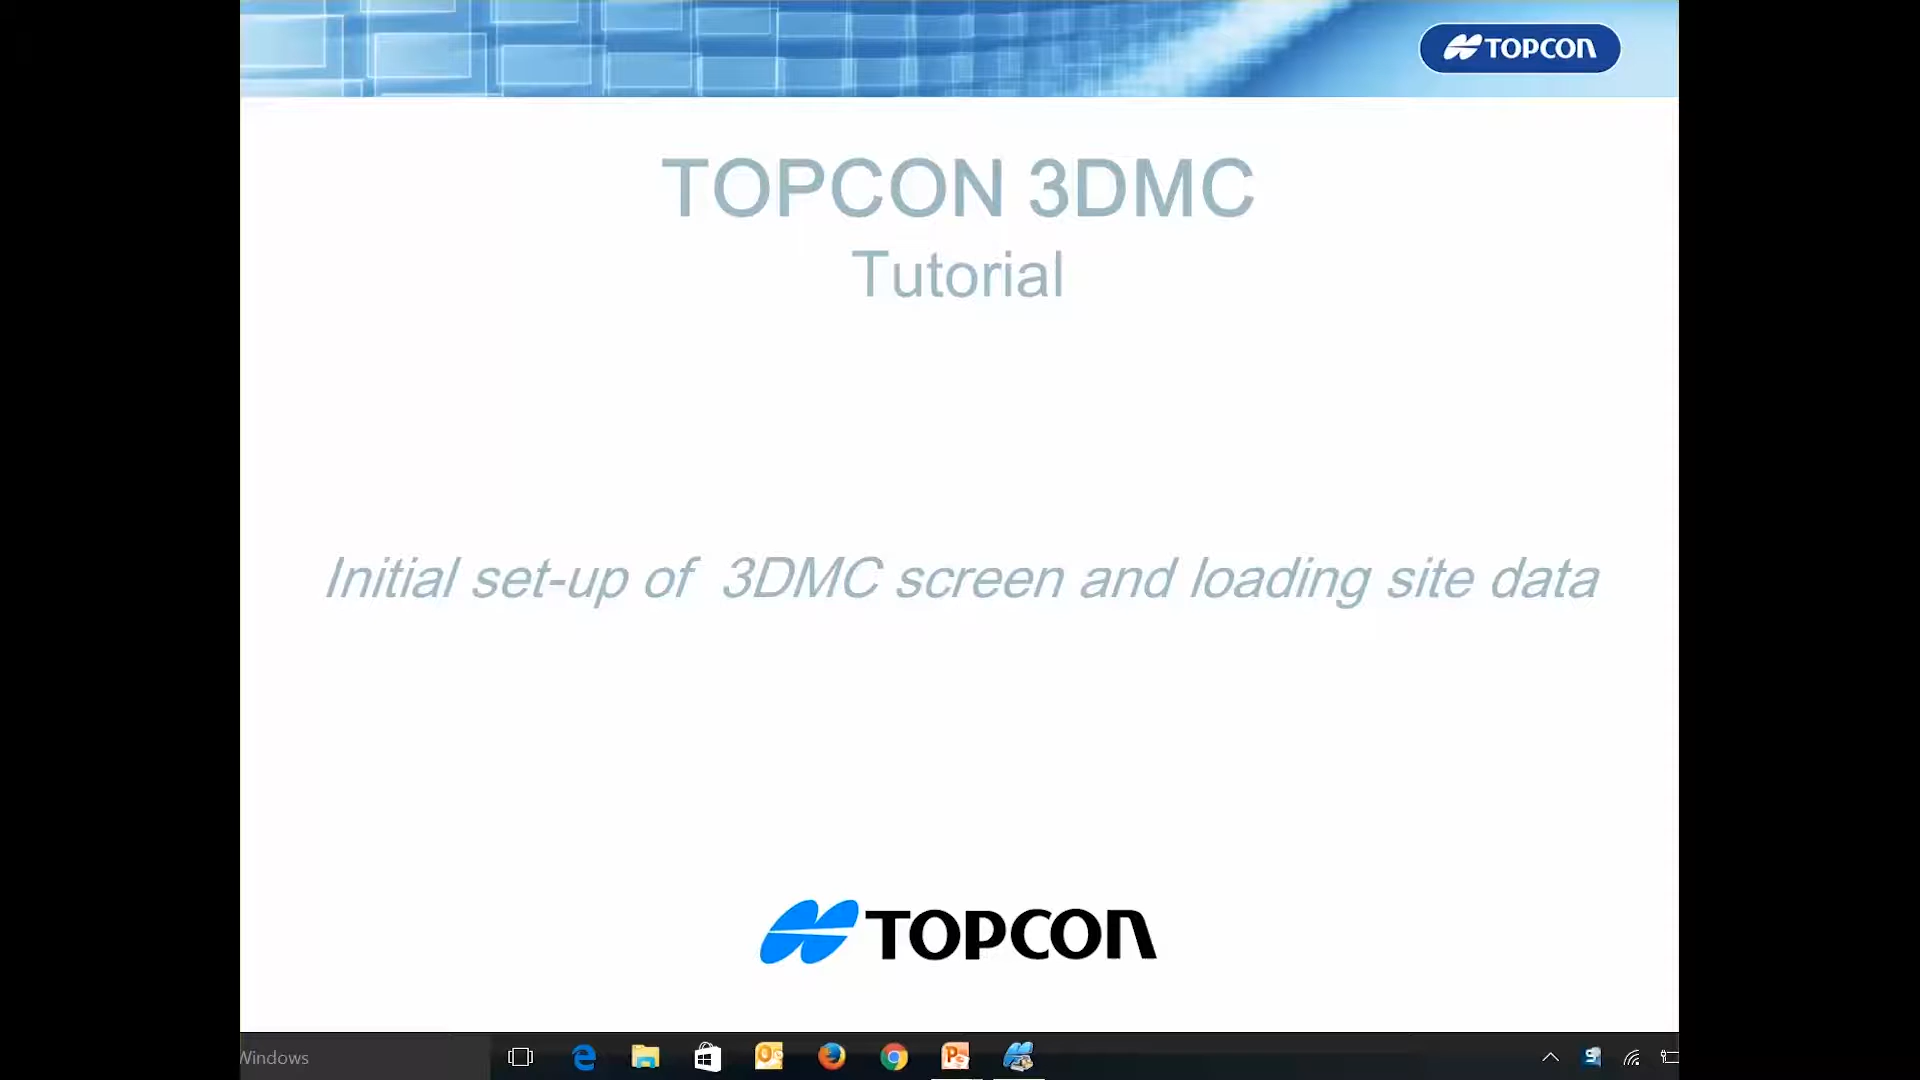 TOPCON
TOPCON 3DMC
Tutorial
Initial set-up of 3DMC screen and loading site data
TOPCON
Windows